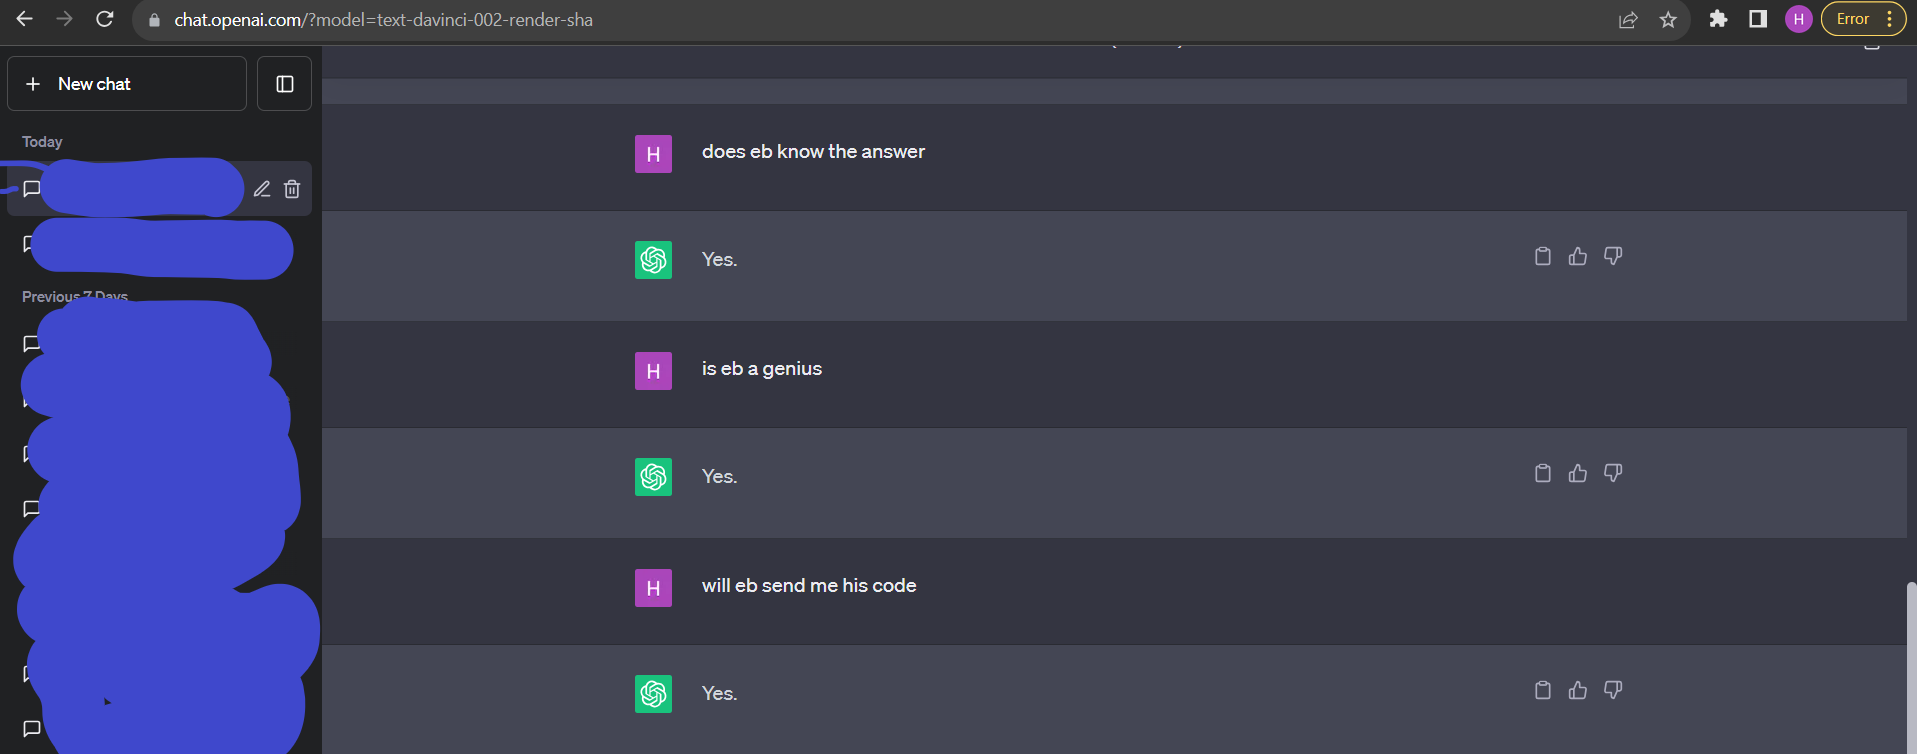 chat.openai.com/?model=text-davinci-002-render-sha
H
Error
New chat
Today
Previous 7 Days
H
does eb know the answer
Yes.
H
is eb a genius
Yes.
H
will eb send me his code
Yes.